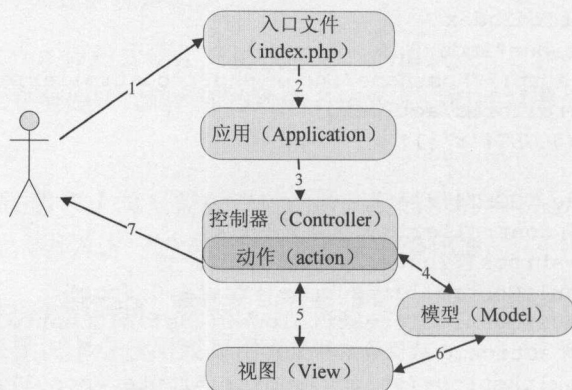 入口文件
（index.php）
1
2
应用（Application）
3
控制器（Controller）
7
动作（action）
4
5
模型（Model）
6
视图（View）